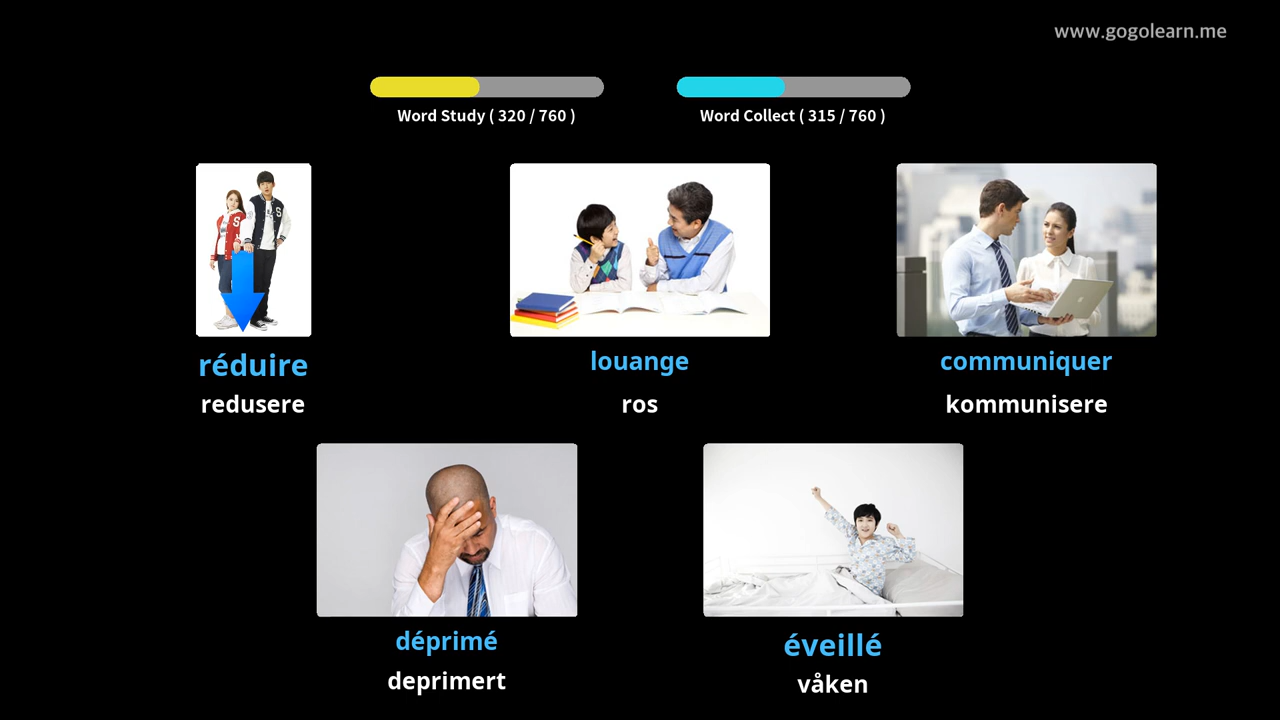 www.gogolearn.me
Word Study ( 320 / 760 )
Word Collect ( 315 / 760 )
S
S
réduire
redusere
louange
ros
communiquer
kommunisere
déprimé
deprimert
éveillé
våken